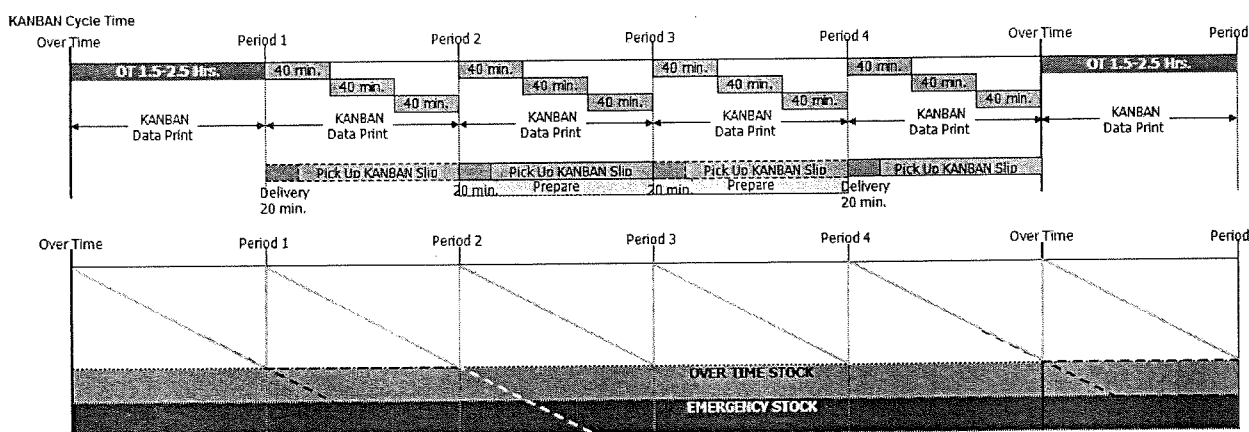 KANBAN Cycle Time
Over Time Period 1 Period 2 Period 3 Period 4 Over Time Period
OT 1.5-2.5 Hrs. 40 min. 40 min. 40 min. 40 min. OT 1.5-2.5 Hrs.
40 min. 40 min. 40 min. 40 min.
40 min. 40 min. 40 min. 40 min.
KANBAN KANBAN KANBAN KANBAN KANBAN KANBAN
Data Print Data Print Data Print Data Print Data Print Data Print
Pick Up KANBAN Slip Pick Up KANBAN Slip Pick Up KANBAN Slip Pick Up KANBAN Slip
Delivery 20 min. Prepare 20 min. Prepare Delivery
20 min. 20 min.
Over Time Period 1 Period 2 Period 3 Period 4 Over Time Period
OVER TIME STOCK
EMERGENCY STOCK